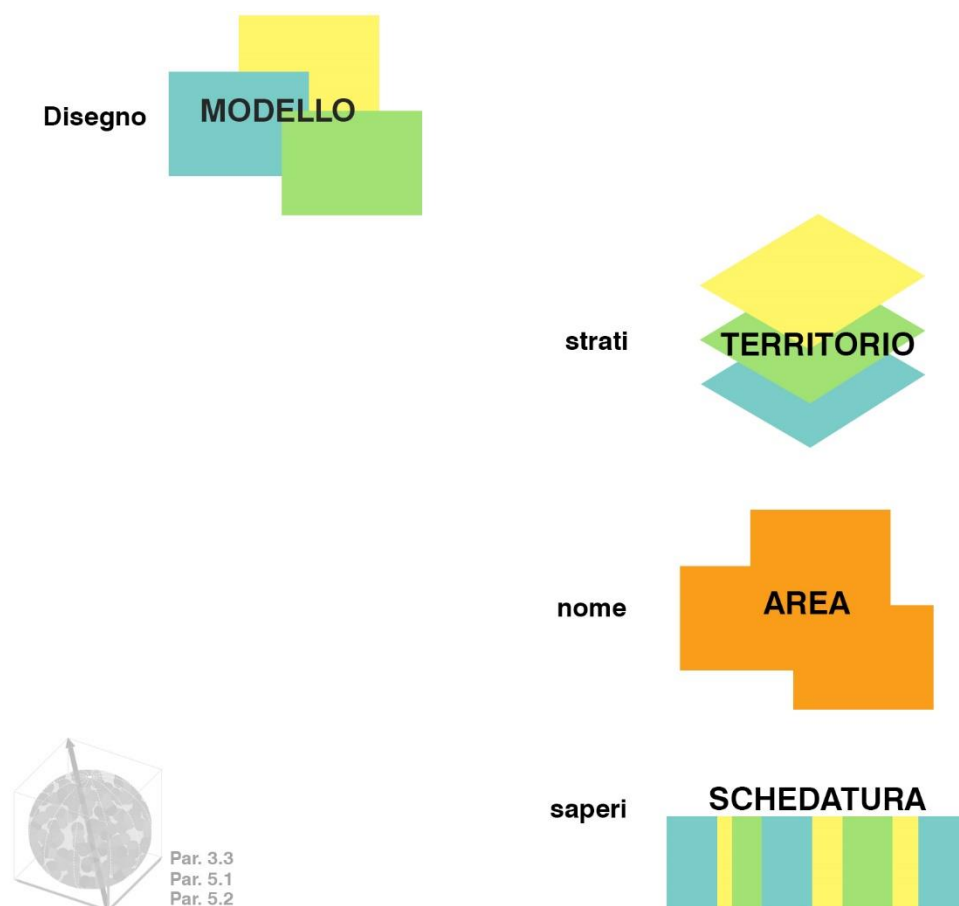 Disegno MODELLO
strati TERRITORIO
nome AREA
saperi SCHEDATURA
Par. 3.3
Par. 5.1
Par. 5.2